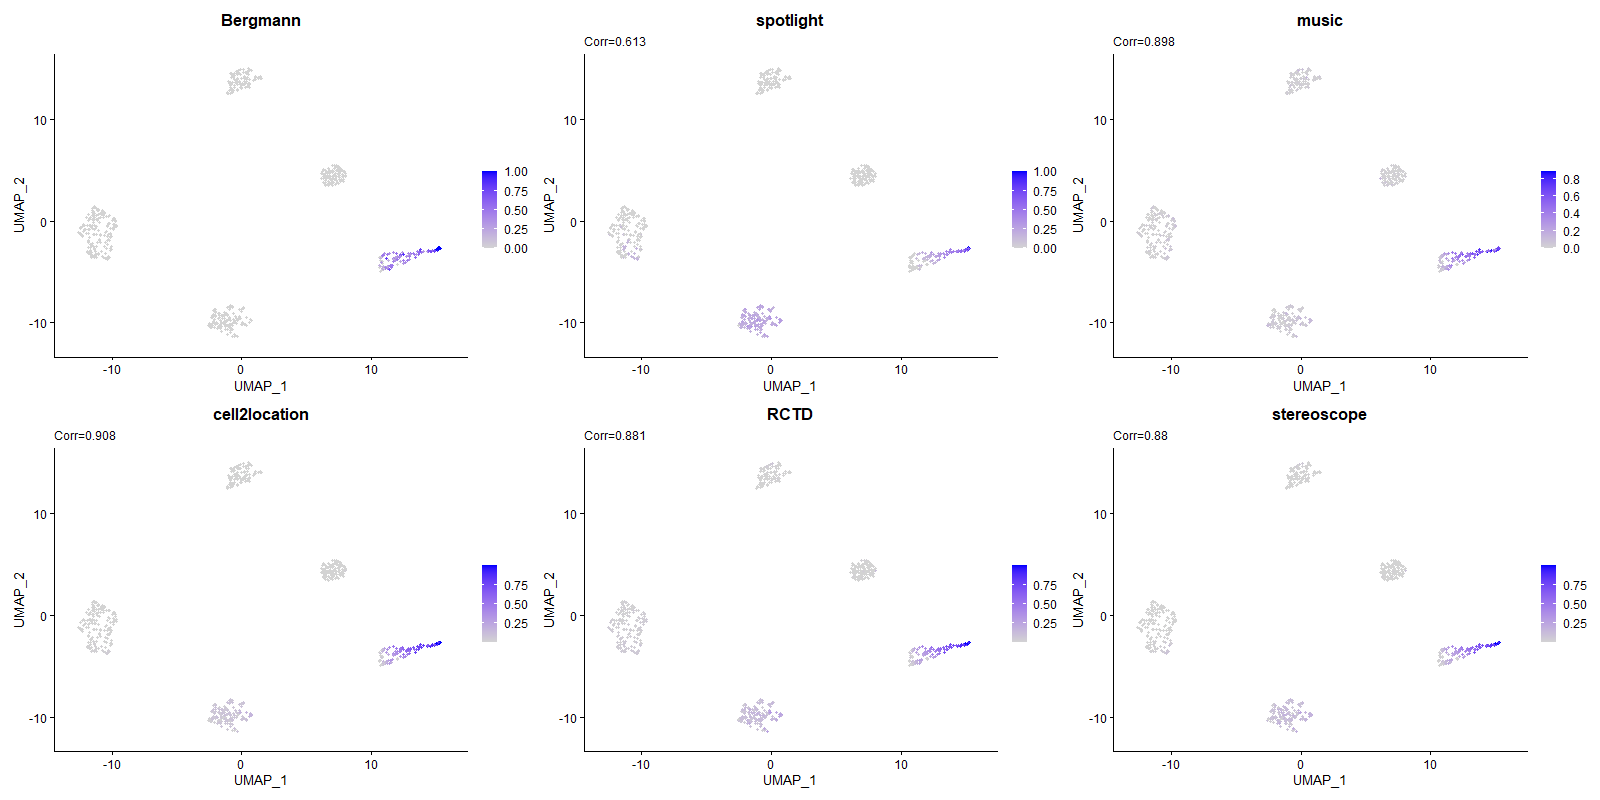 Bergmann
UMAP_2
10
0
-10
-10
0
10
UMAP_1
1.00
0.75
0.50
0.25
0.00
spotlight
Corr=0.613
UMAP_2
10
0
-10
-10
0
10
UMAP_1
1.00
0.75
0.50
0.25
0.00
music
Corr=0.898
UMAP_2
10
0
-10
-10
0
10
UMAP_1
0.8
0.6
0.4
0.2
0.0
cell2location
Corr=0.908
UMAP_2
10
0
-10
-10
0
10
UMAP_1
0.75
0.50
0.25
RCTD
Corr=0.881
UMAP_2
10
0
-10
-10
0
10
UMAP_1
0.75
0.50
0.25
stereoscope
Corr=0.88
UMAP_2
10
0
-10
-10
0
10
UMAP_1
0.75
0.50
0.25